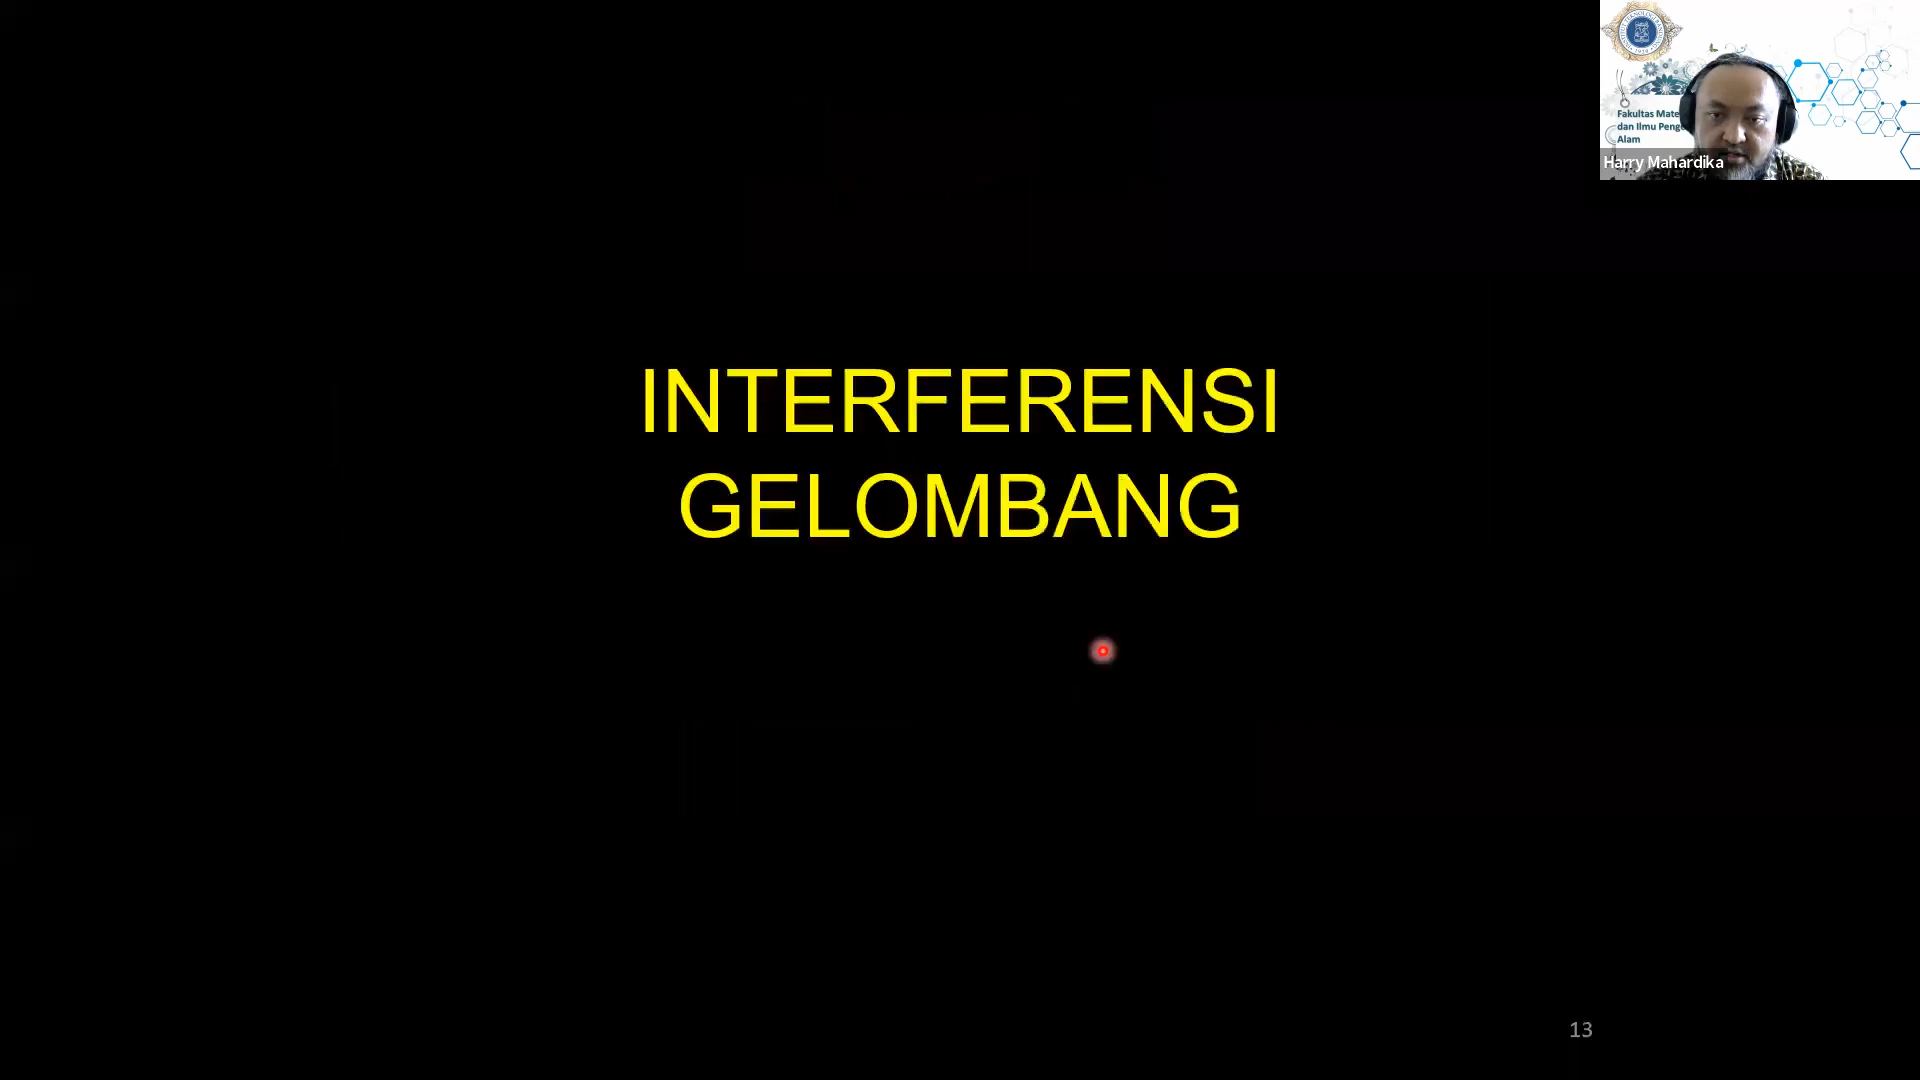 INTERFERENSI
GELOMBANG
Fakultas Mate
dan Ilmu Penge
Alam
Harry Mahardika
13